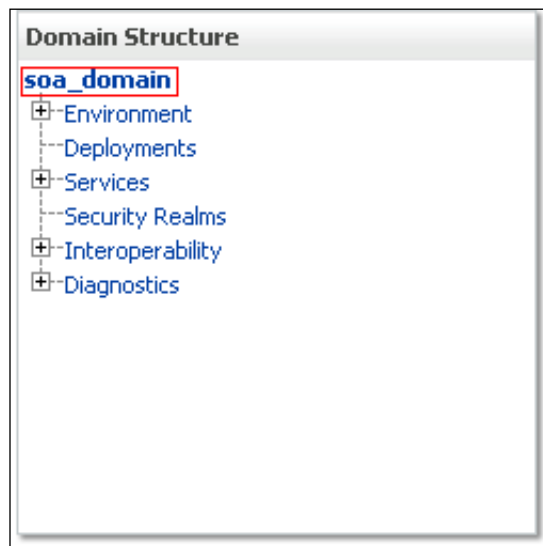 Domain Structure
soa_domain
Environment
Deployments
Services
Security Realms
Interoperability
Diagnostics